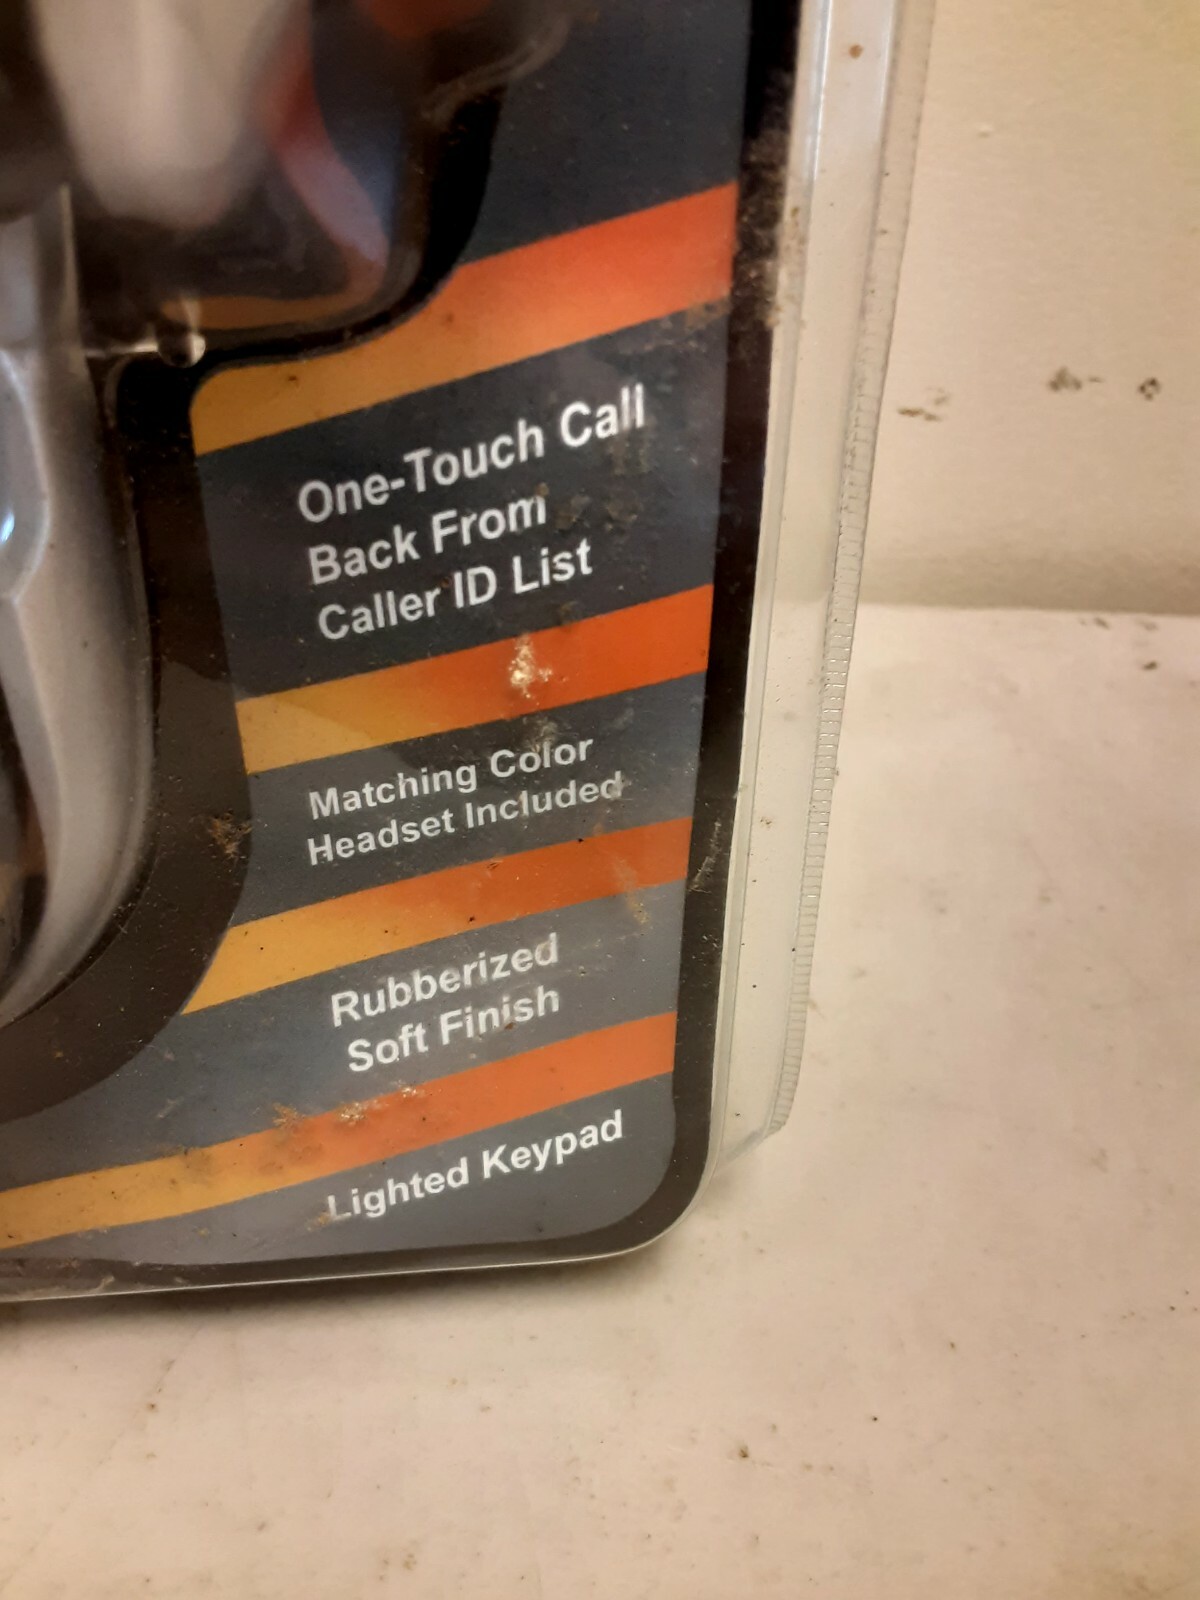 One-Touch Call
Back From
Caller ID List
Matching Color
Headset Included
Rubberized
Soft Finish
Lighted Keypad